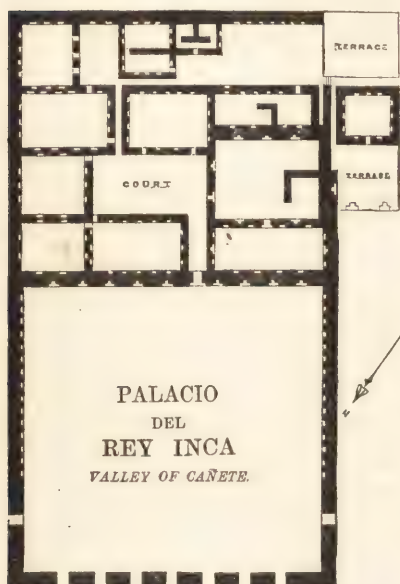 TERRACE
TERRACE
COURT
PALACIO
DEL
REY INCA
VALLEY OF CAÑETE.
N